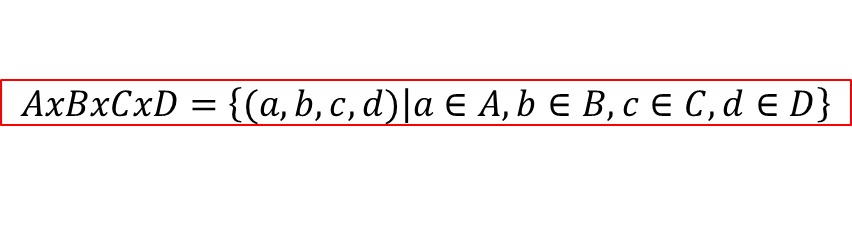 AxBxCxD = {(a, b, c, d)|a ∈ A, b ∈ B, c ∈ C, d ∈ D}